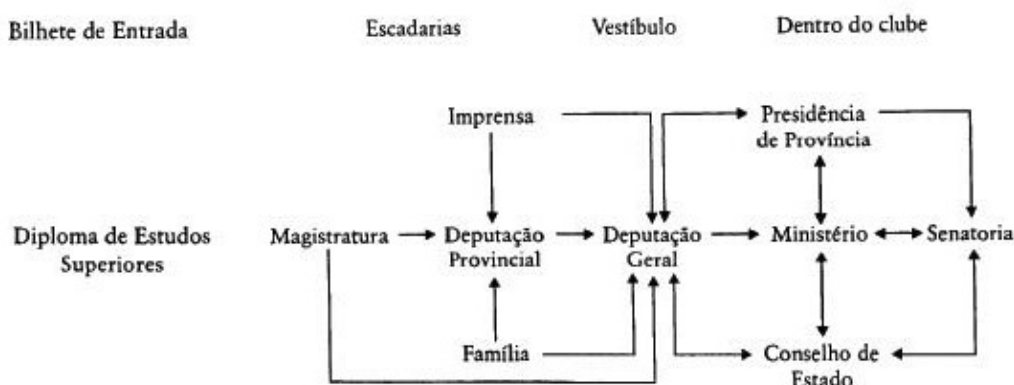 Bilhete de Entrada Escadarias Vestíbulo Dentro do clube
Imprensa Presidência
de Província
Diploma de Estudos Magistratura Deputação Deputação Ministério Senatoria
Superiores Provincial Geral
Família Conselho de
Estado